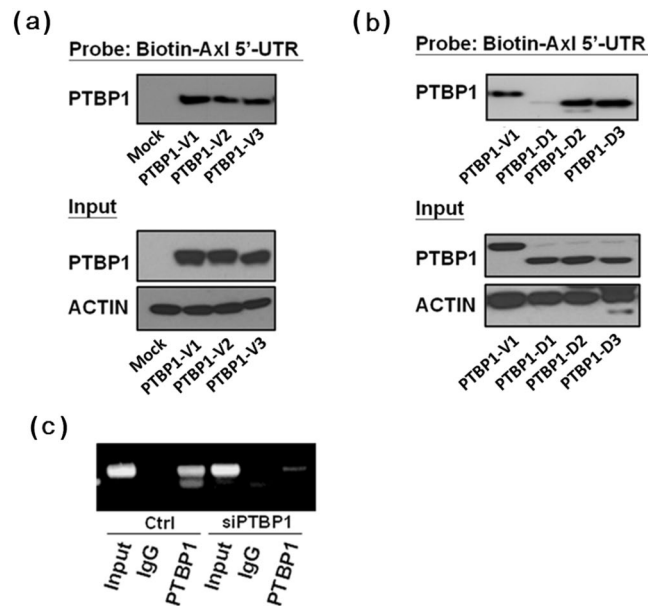 (a)
Probe: Biotin-Axl 5'-UTR
PTBP1
Mock
PTBP1-V1
PTBP1-V2
PTBP1-V3
Input
PTBP1
ACTIN
Mock
PTBP1-V1
PTBP1-V2
PTBP1-V3
(b)
Probe: Biotin-Axl 5'-UTR
PTBP1
PTBP1-V1
PTBP1-D1
PTBP1-D2
PTBP1-D3
Input
PTBP1
ACTIN
PTBP1-V1
PTBP1-D1
PTBP1-D2
PTBP1-D3
(c)
Ctrl
siPTBP1
Input
IgG
PTBP1
Input
IgG
PTBP1